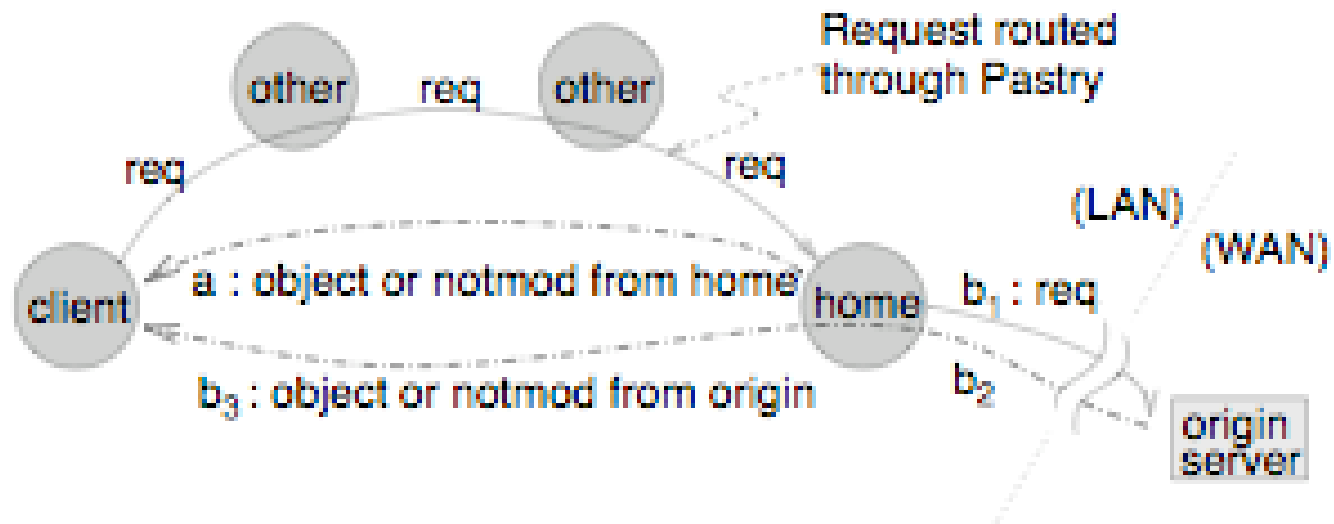 Request routed
through Pastry
other
req
other
req
req
(LAN)
(WAN)
client
a : object or notmod from home
home
b₁ : req
b₃ : object or notmod from origin
b₂
origin
server